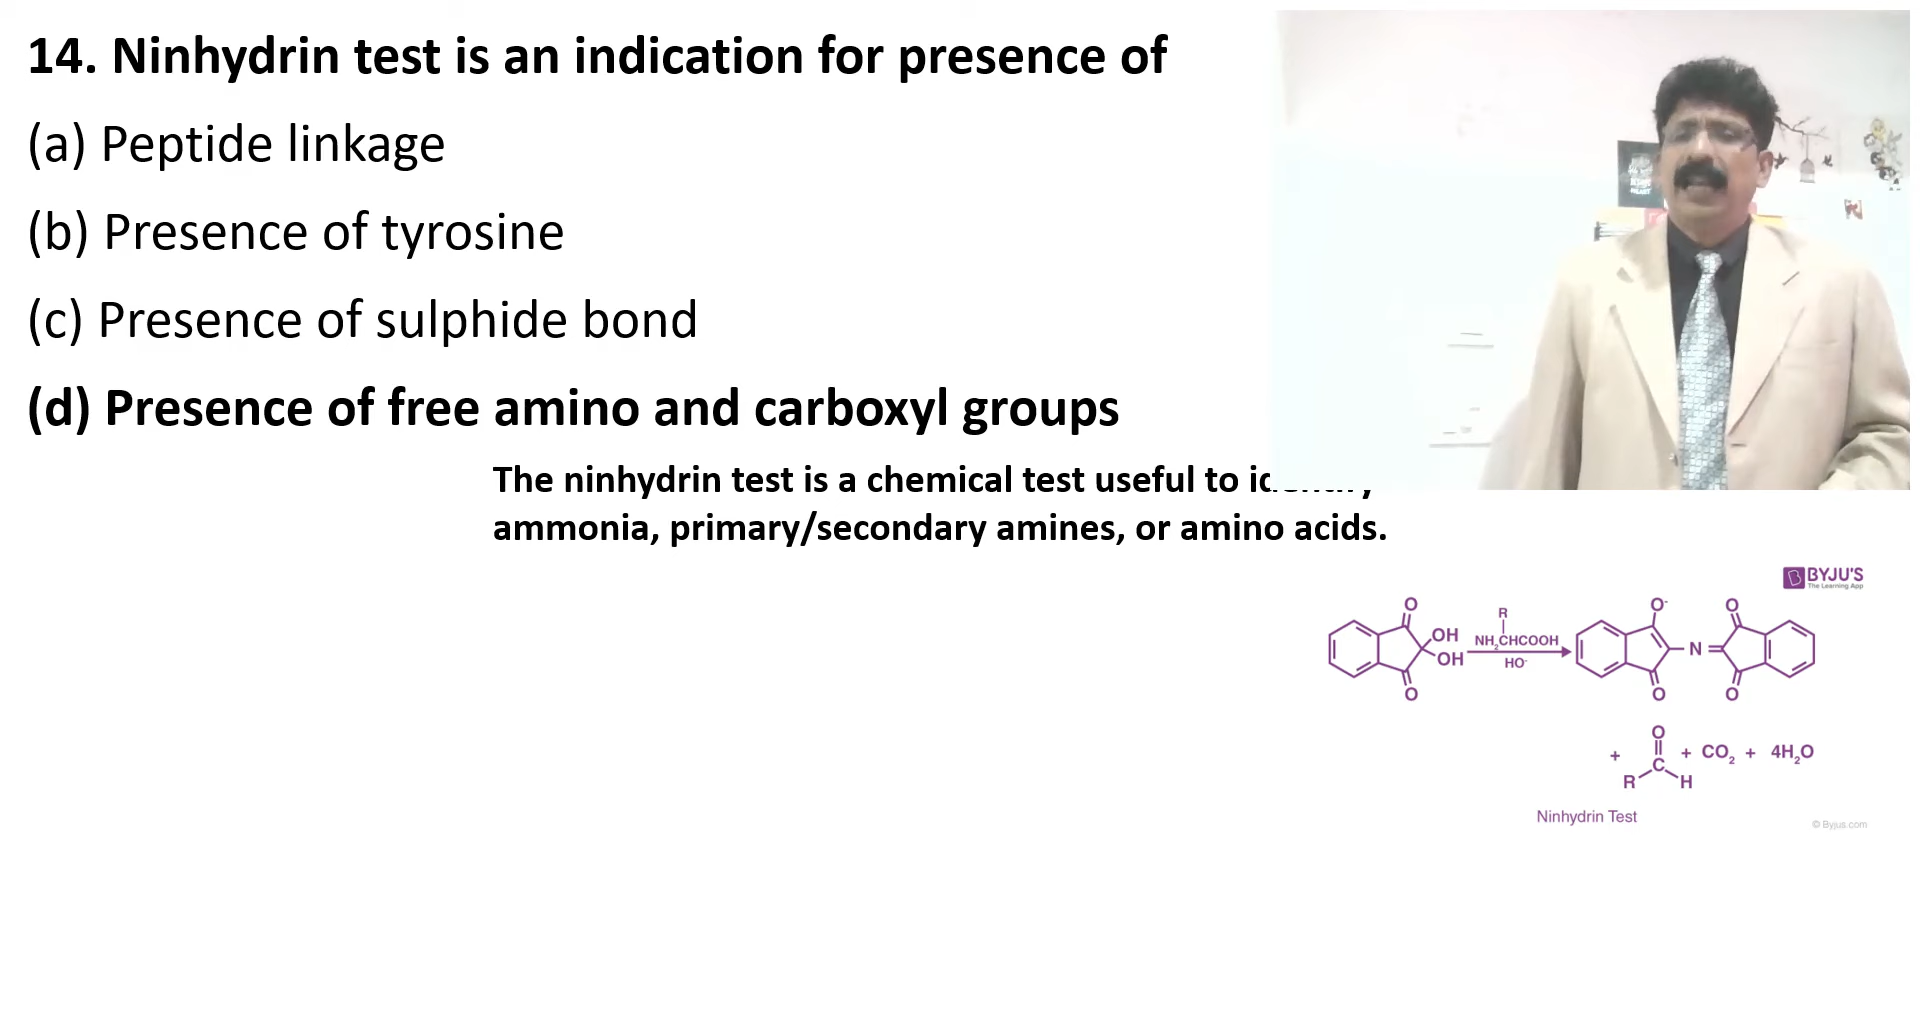 14. Ninhydrin test is an indication for presence of
(a) Peptide linkage
(b) Presence of tyrosine
(c) Presence of sulphide bond
(d) Presence of free amino and carboxyl groups
The ninhydrin test is a chemical test useful to
ammonia, primary/secondary amines, or amino acids.
BYJU'S
The Learning App
O
OH
OH
O
R
NH2CHCOOH
HO-
O-
O
N
O
O
+
O
C
R
H
+ CO2 + 4H2O
Ninhydrin Test
© Byjus.com